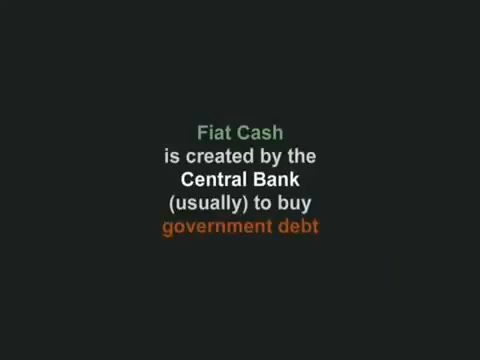 Fiat Cash
is created by the
Central Bank
(usually) to buy
government debt